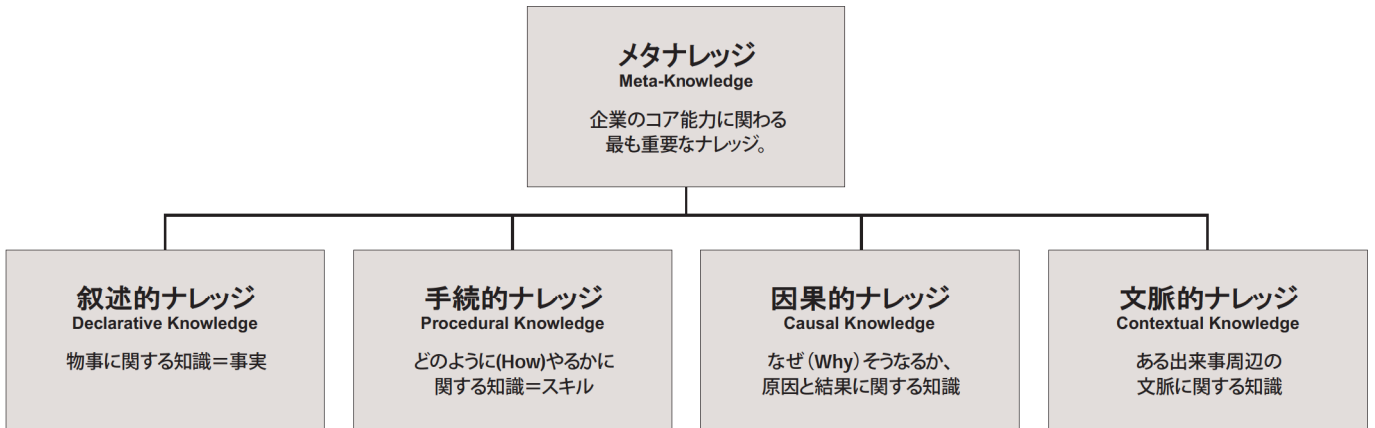 メタナレッジ
Meta-Knowledge
企業のコア能力に関わる
最も重要なナレッジ。
叙述的ナレッジ
Declarative Knowledge
物事に関する知識＝事実
手続的ナレッジ
Procedural Knowledge
どのように(How)やるかに
関する知識＝スキル
因果的ナレッジ
Causal Knowledge
なぜ（Why）そうなるか、
原因と結果に関する知識
文脈的ナレッジ
Contextual Knowledge
ある出来事周辺の
文脈に関する知識